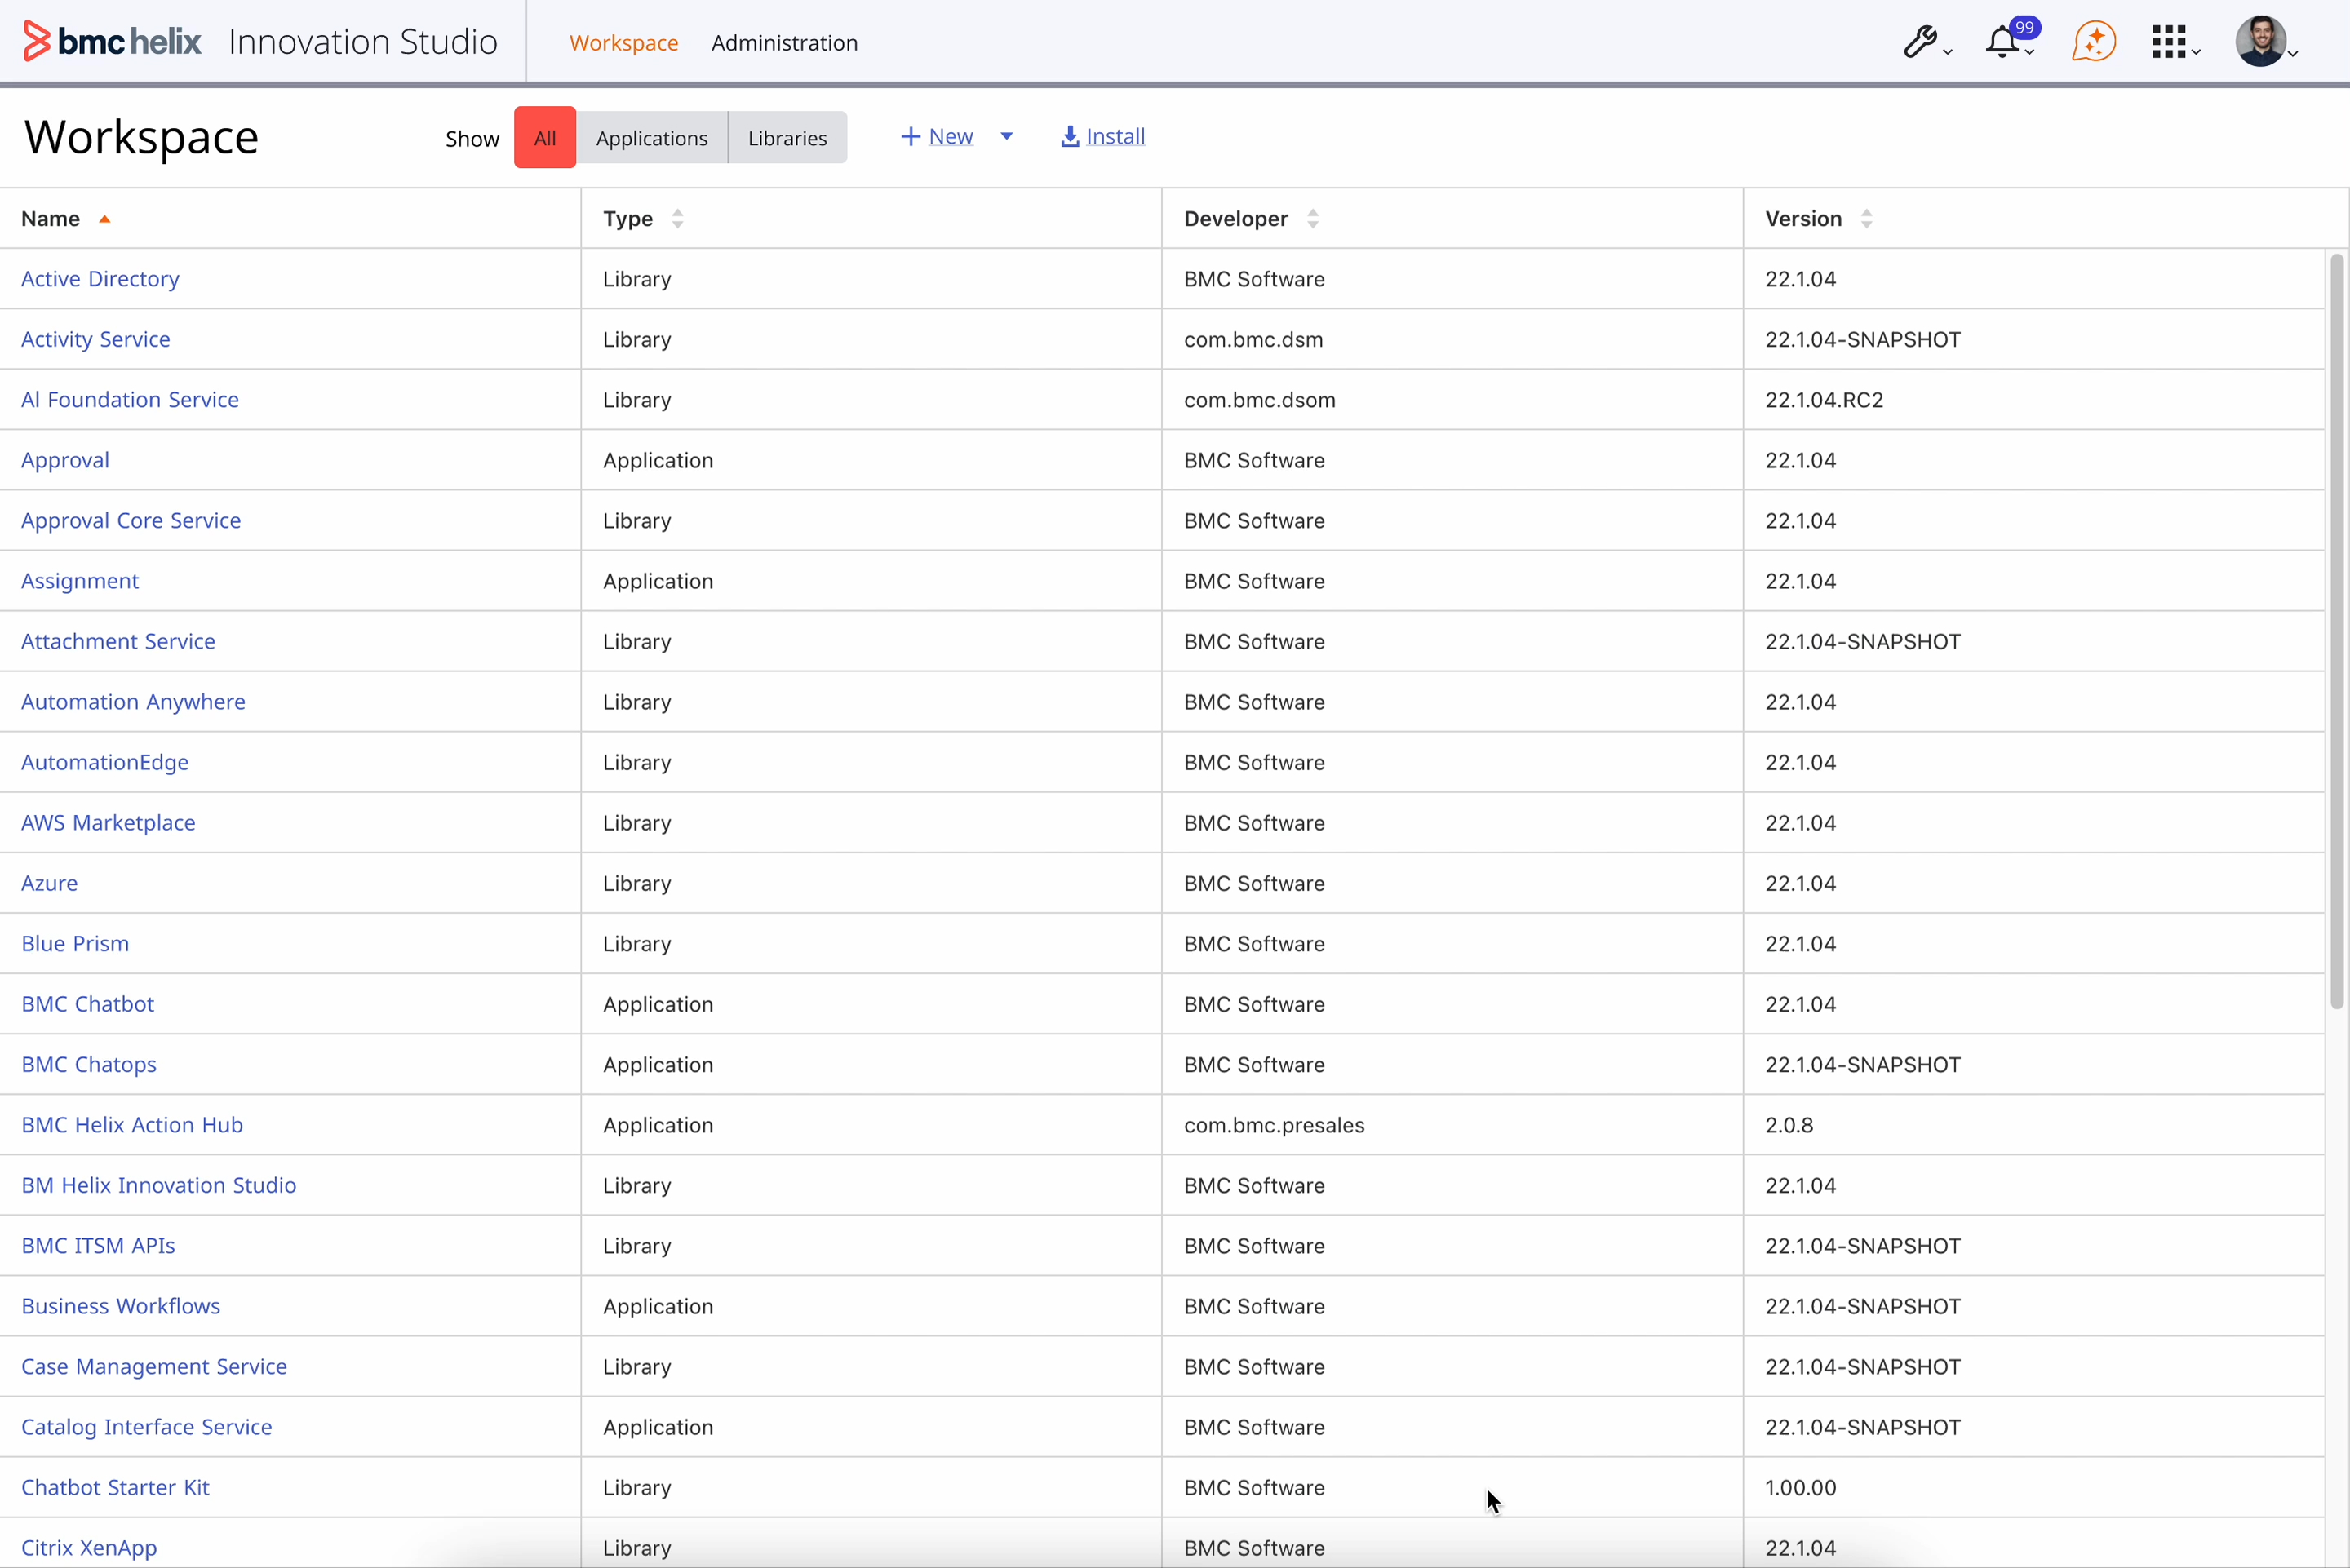 bmc helix Innovation Studio Workspace Administration 99
Workspace Show All Applications Libraries + New Install
Name Type Developer Version
Active Directory Library BMC Software 22.1.04
Activity Service Library com.bmc.dsm 22.1.04-SNAPSHOT
Al Foundation Service Library com.bmc.dsom 22.1.04.RC2
Approval Application BMC Software 22.1.04
Approval Core Service Library BMC Software 22.1.04
Assignment Application BMC Software 22.1.04
Attachment Service Library BMC Software 22.1.04-SNAPSHOT
Automation Anywhere Library BMC Software 22.1.04
AutomationEdge Library BMC Software 22.1.04
AWS Marketplace Library BMC Software 22.1.04
Azure Library BMC Software 22.1.04
Blue Prism Library BMC Software 22.1.04
BMC Chatbot Application BMC Software 22.1.04
BMC Chatops Application BMC Software 22.1.04-SNAPSHOT
BMC Helix Action Hub Application com.bmc.presales 2.0.8
BM Helix Innovation Studio Library BMC Software 22.1.04
BMC ITSM APIs Library BMC Software 22.1.04-SNAPSHOT
Business Workflows Application BMC Software 22.1.04-SNAPSHOT
Case Management Service Library BMC Software 22.1.04-SNAPSHOT
Catalog Interface Service Application BMC Software 22.1.04-SNAPSHOT
Chatbot Starter Kit Library BMC Software 1.00.00
Citrix XenApp Library BMC Software 22.1.04